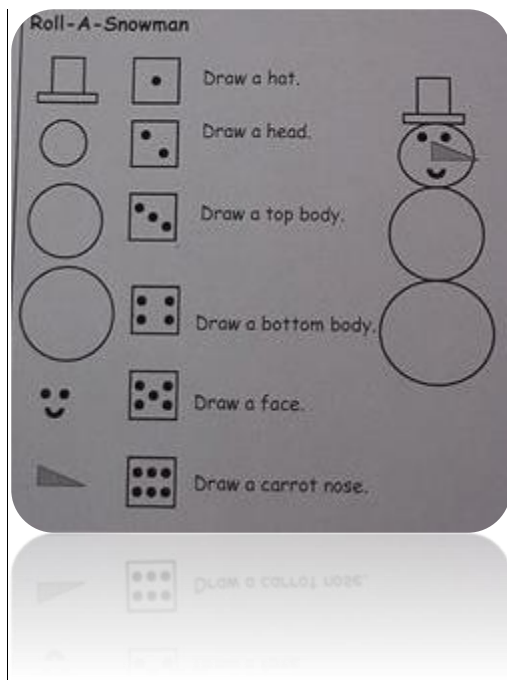 Roll-A-Snowman
Draw a hat.
Draw a head.
Draw a top body.
Draw a bottom body.
Draw a face.
Draw a carrot nose.